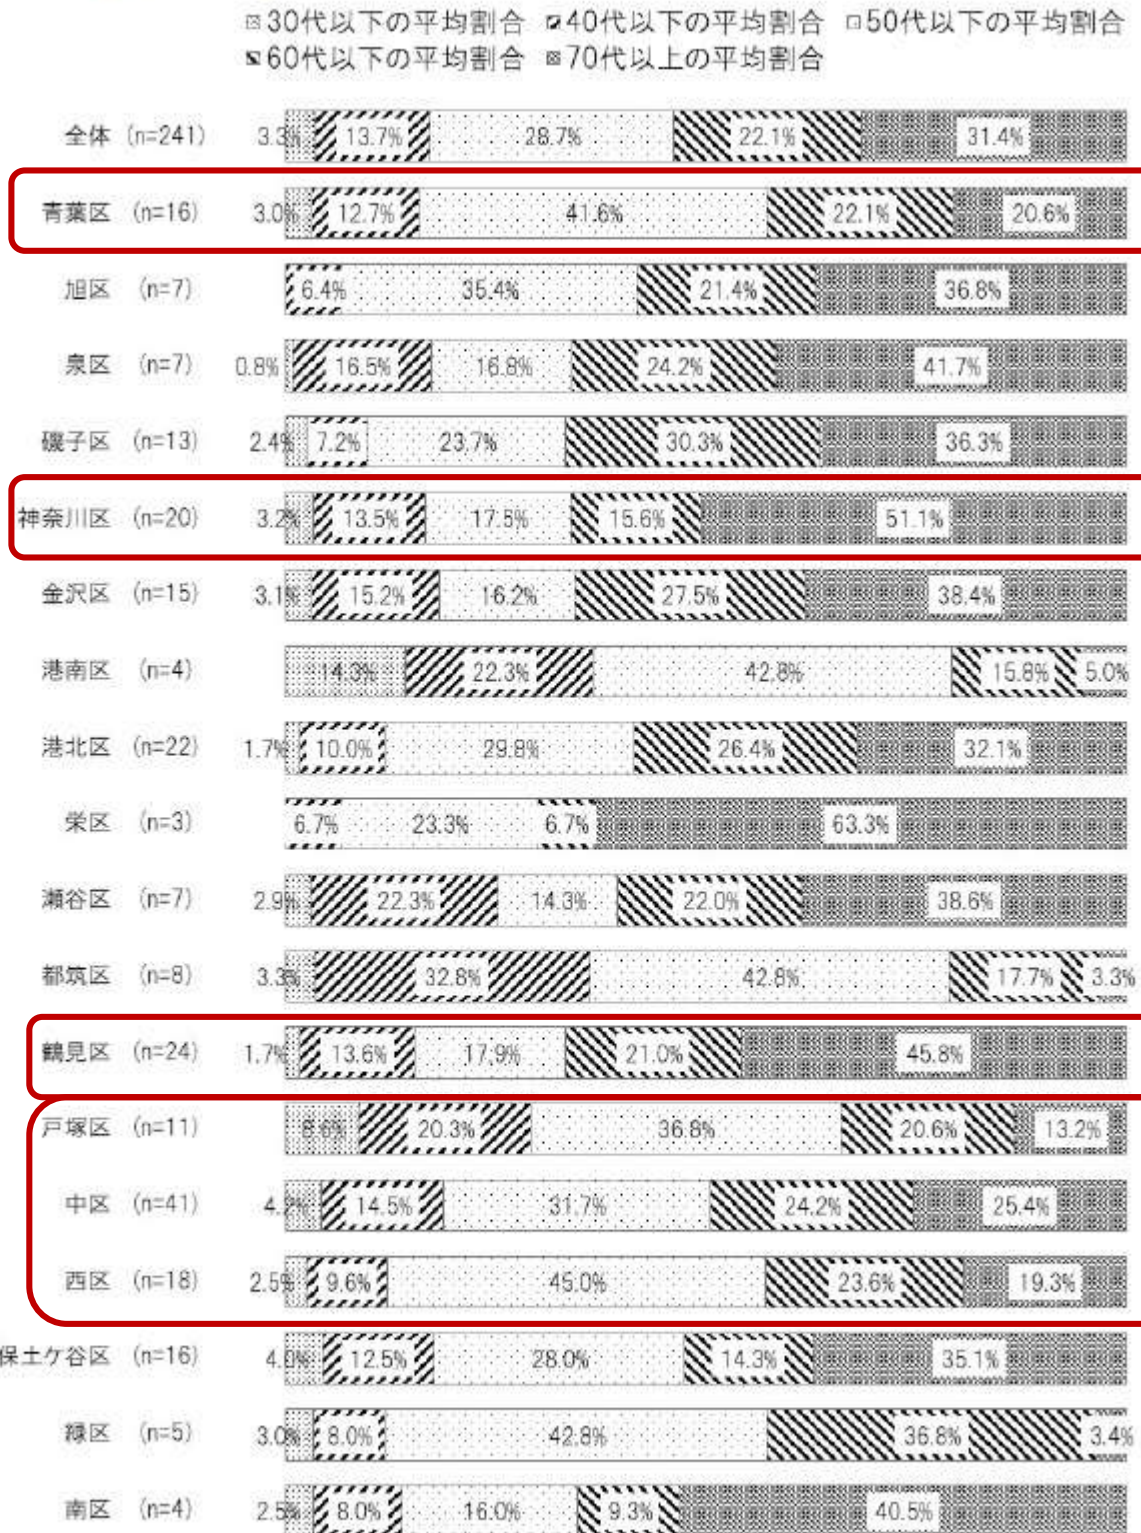 30代以下の平均割合 40代以下の平均割合 50代以下の平均割合
60代以下の平均割合 70代以上の平均割合
全体 (n=241) 3.3% 13.7% 28.7% 22.1% 31.4%
青葉区 (n=16) 3.0% 12.7% 41.6% 22.1% 20.6%
旭区 (n=7) 6.4% 35.4% 21.4% 36.8%
泉区 (n=7) 0.8% 16.5% 16.8% 24.2% 41.7%
磯子区 (n=13) 2.4% 7.2% 23.7% 30.3% 36.3%
神奈川区 (n=20) 3.2% 13.5% 17.5% 15.6% 51.1%
金沢区 (n=15) 3.1% 15.2% 16.2% 27.5% 38.4%
港南区 (n=4) 14.3% 22.3% 42.8% 15.8% 5.0%
港北区 (n=22) 1.7% 10.0% 29.8% 26.4% 32.1%
栄区 (n=3) 6.7% 23.3% 6.7% 63.3%
瀬谷区 (n=7) 2.9% 22.3% 14.3% 22.0% 38.6%
都筑区 (n=8) 3.3% 32.8% 42.8% 17.7% 3.3%
鶴見区 (n=24) 1.7% 13.6% 17.9% 21.0% 45.8%
戸塚区 (n=11) 20.3% 36.8% 20.6% 13.2%
中区 (n=41) 4.2% 14.5% 31.7% 24.2% 25.4%
西区 (n=18) 2.5% 9.6% 45.0% 23.6% 19.3%
保土ケ谷区 (n=16) 4.0% 12.5% 28.0% 14.3% 35.1%
緑区 (n=5) 3.0% 8.0% 42.8% 36.8% 3.4%
南区 (n=4) 2.5% 8.0% 16.0% 9.3% 40.5%